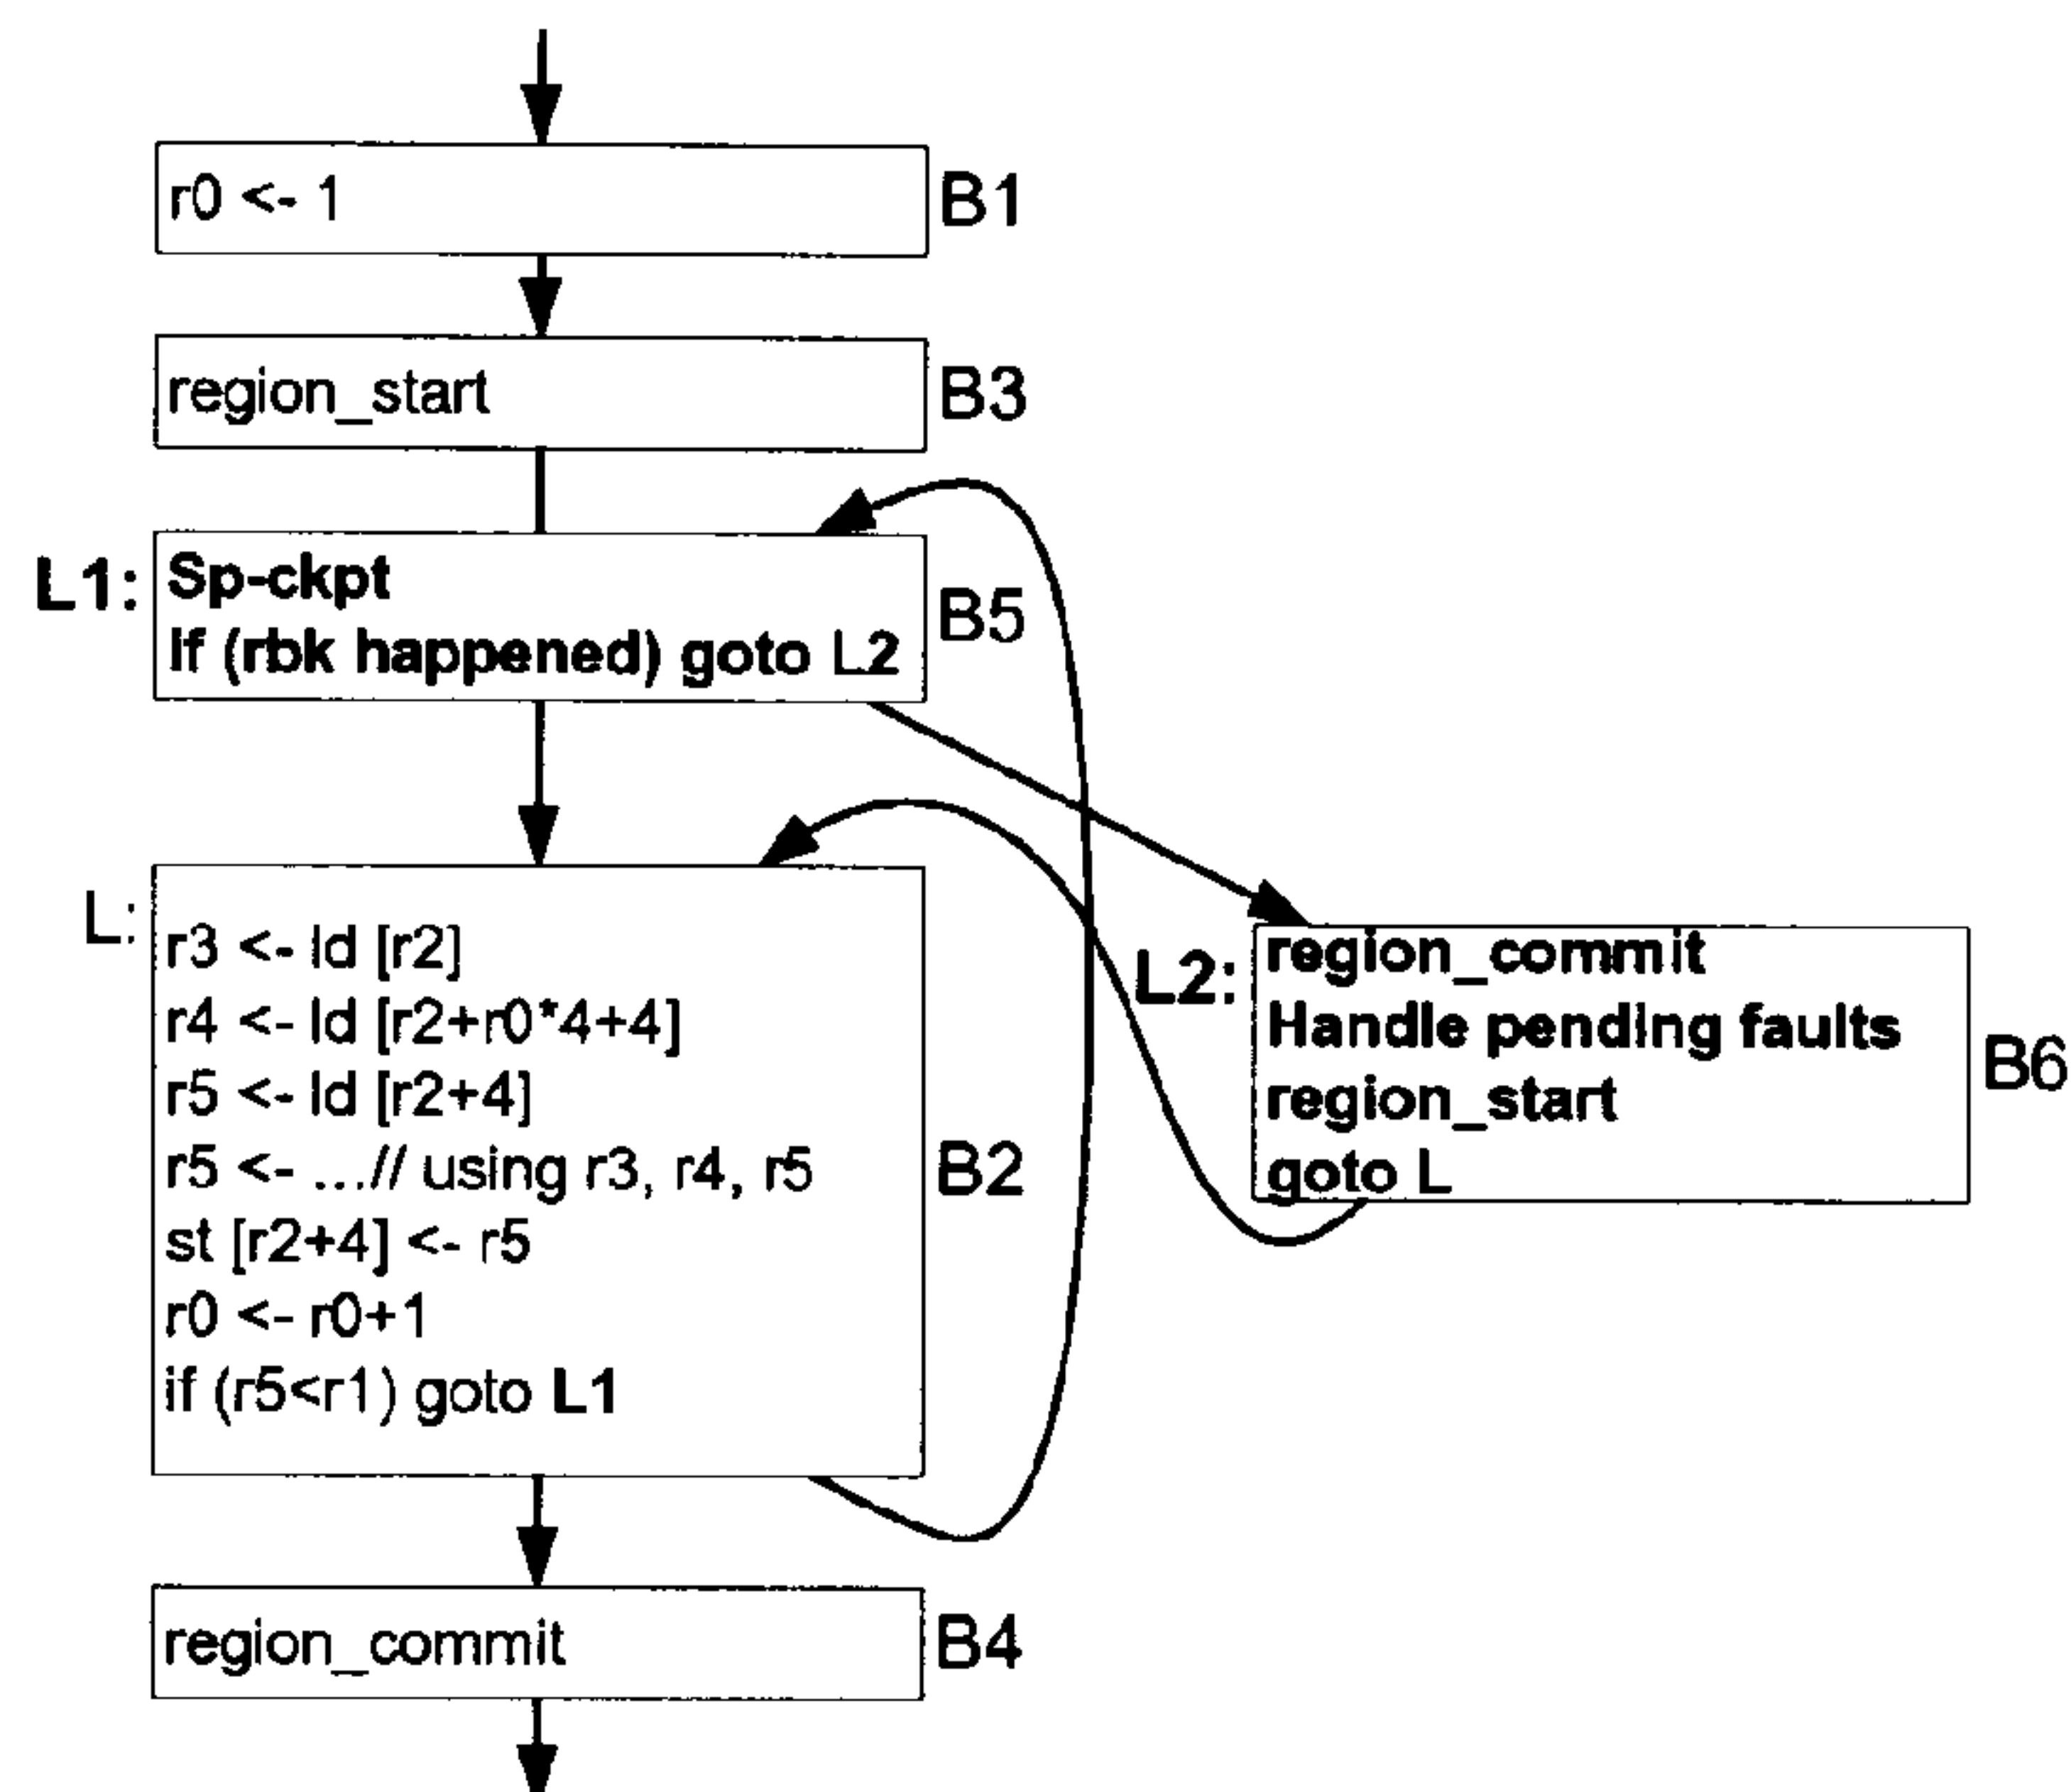 r0 <- 1
B1
region_start
B3
L1:
Sp-ckpt
If (rbk happened) goto L2
B5
L:
r3 <- ld [r2]
r4 <- ld [r2+r0*4+4]
r5 <- ld [r2+4]
r5 <- ...// using r3, r4, r5
st [r2+4] <- r5
r0 <- r0+1
if (r5<r1) goto L1
B2
L2:
region_commit
Handle pending faults
region_start
goto L
B6
region_commit
B4